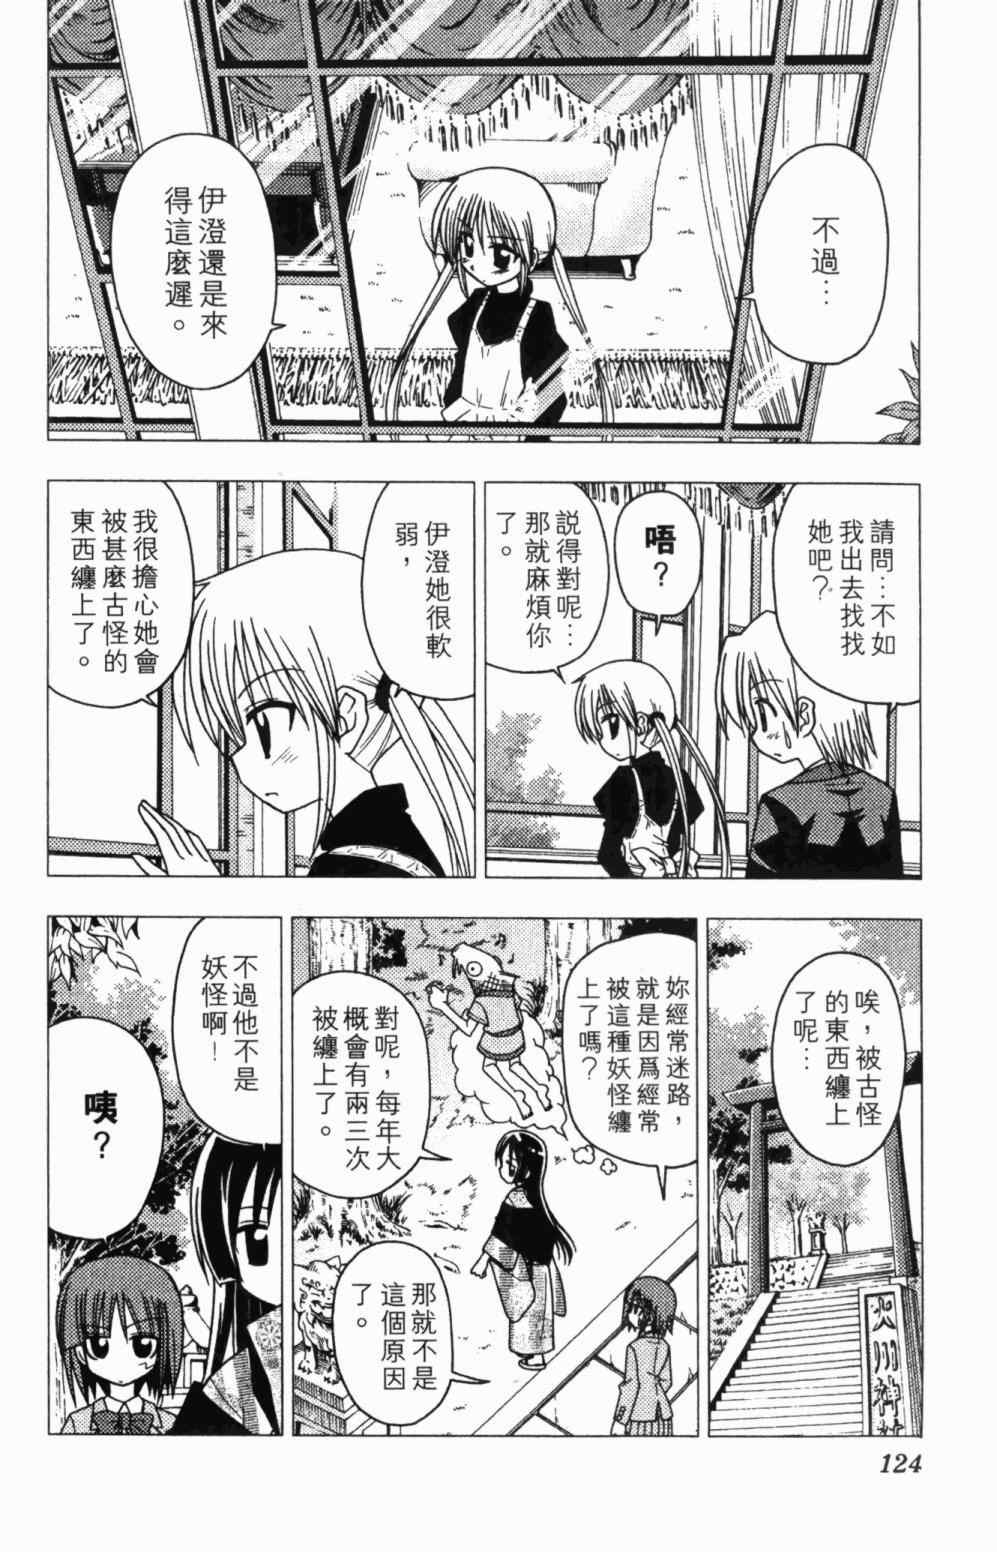 不過…
伊澄還是來
得這麼遲。
請問…不如
我出去找找
她吧？
唔？
說得對呢…
那就麻煩你
了。
伊澄她很軟
弱，
我很擔心她會
被甚麼古怪的
東西纏上了。
唉，被古怪
的東西纏上
了呢…
火川神社
妳經常迷路，
就是因爲經常
被這種妖怪纏
上了嗎？
對呢，每年大
概會有兩三次
被纏上了。
那就不是
這個原因
了。
不過他不是
妖怪啊！
咦？
124